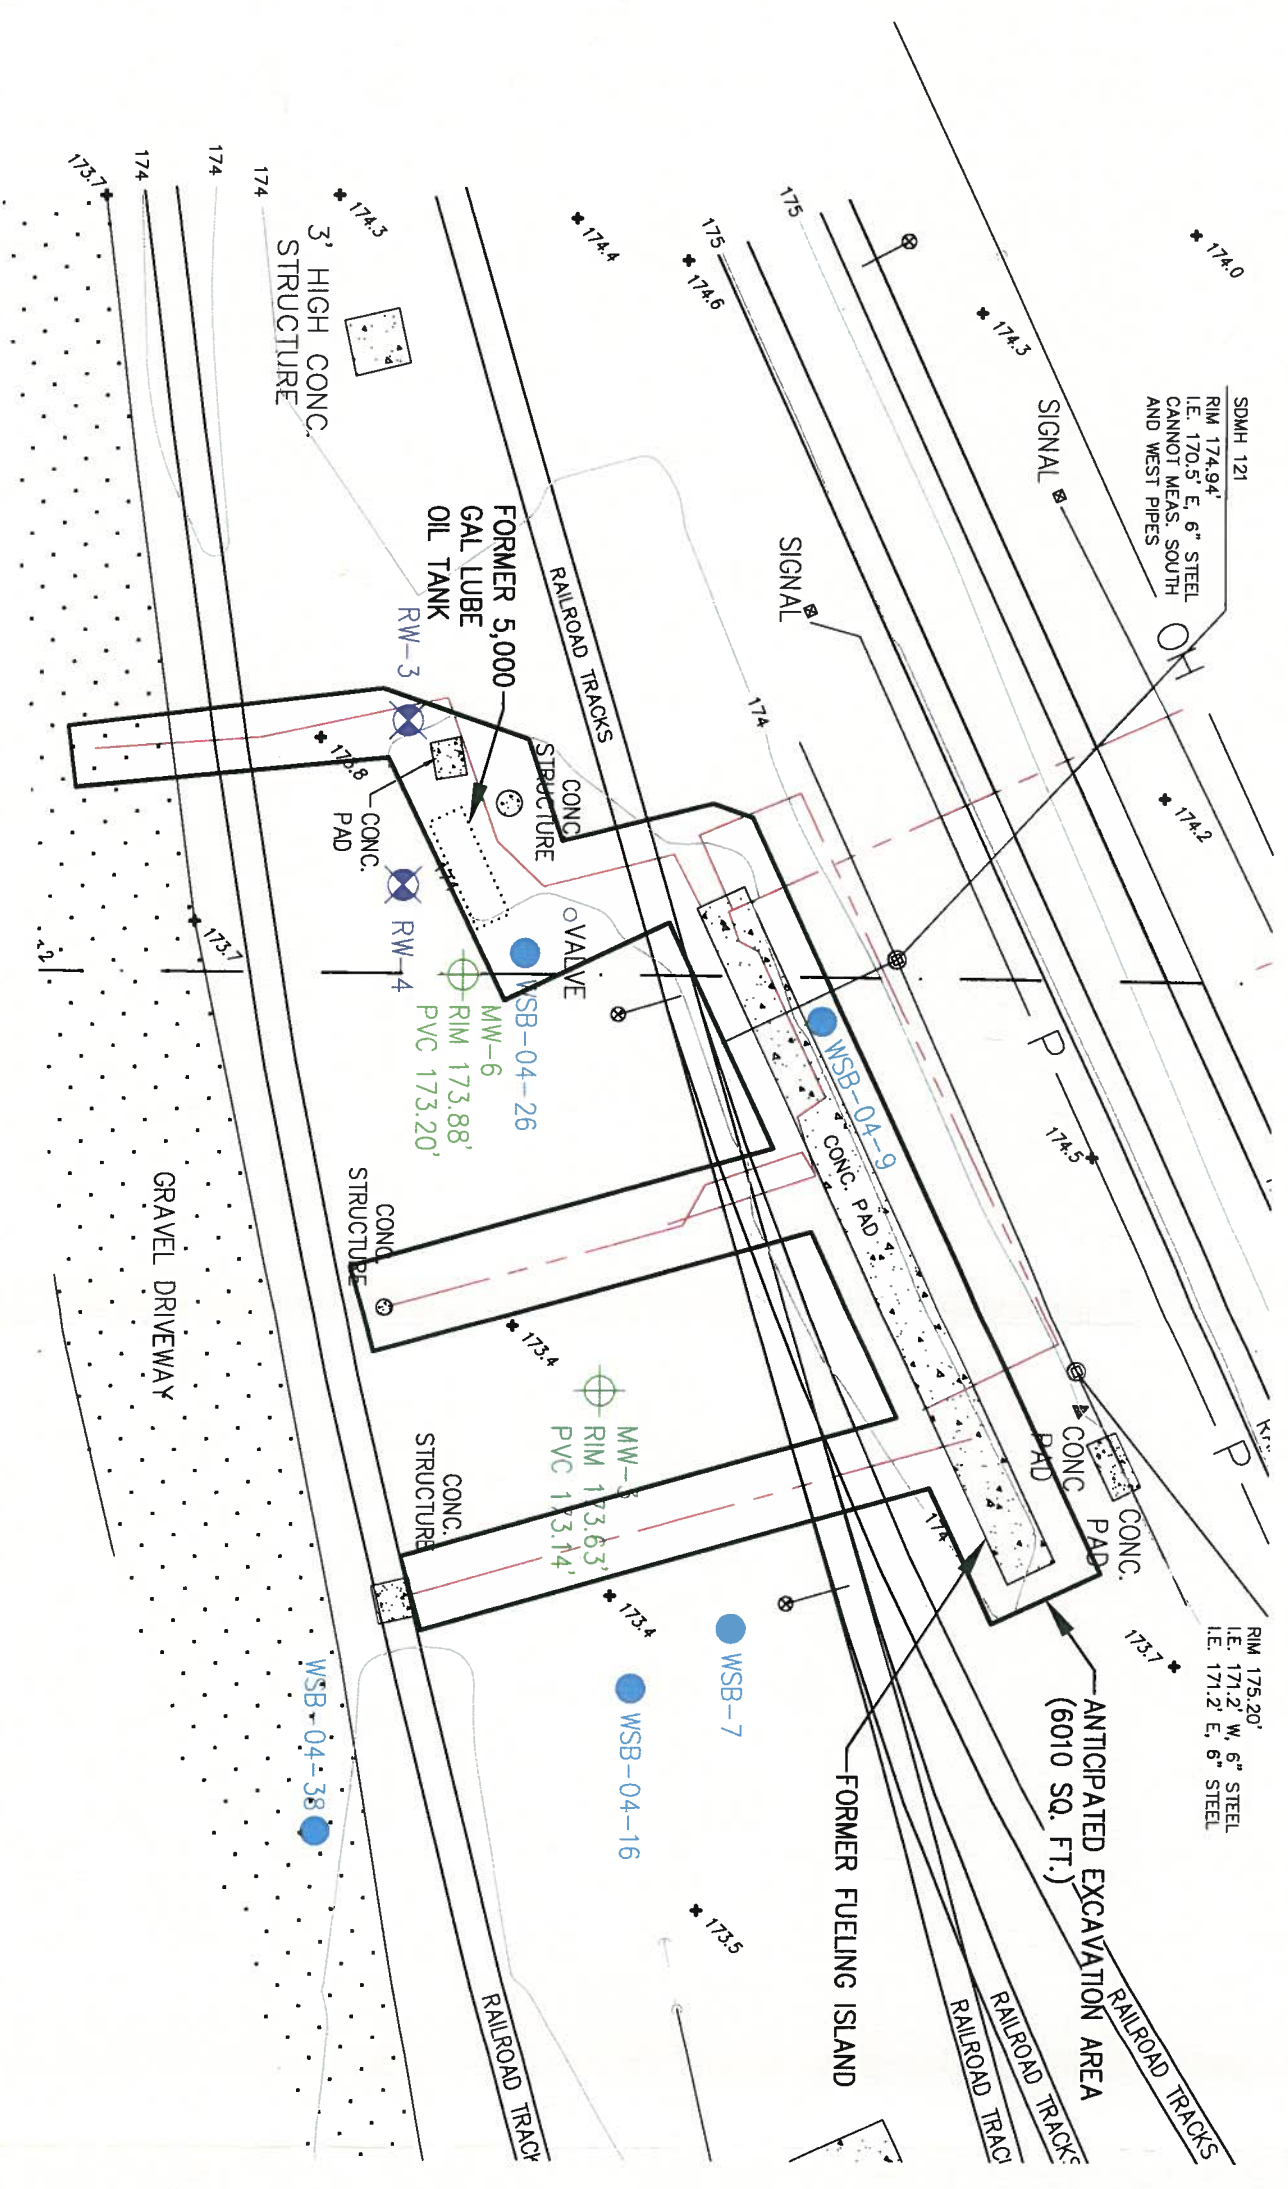 SDMH 121
RIM 174.94'
I.E. 170.5' E, 6" STEEL
CANNOT MEAS. SOUTH
AND WEST PIPES
174.0
174.3
SIGNAL
OH
174.2
175
175
174.6
174.4
SIGNAL
174
P
174.5
P
RIM 175.20'
I.E. 171.2' W, 6" STEEL
I.E. 171.2' E, 6" STEEL
CONC.
PAD
CONC
PAD
173.7
ANTICIPATED EXCAVATION AREA
(6010 SQ. FT.)
RAILROAD TRACKS
RAILROAD TRACKS
RAILROAD TRACK
FORMER FUELING ISLAND
174
WSB-04-9
CONC. PAD
RAILROAD TRACKS
FORMER 5,000
GAL LUBE
OIL TANK
CONC.
STRUCTURE
VALVE
WSB-04-26
MW-6
RIM 173.88'
PVC 173.20'
RW-3
RW-4
CONC.
PAD
173.8
174
174.3
3' HIGH CONC.
STRUCTURE
174
174
174
173.7
173.7
GRAVEL DRIVEWAY
CONC.
STRUCTURE
173.4
MW-3
RIM 173.63'
PVC 173.14'
CONC.
STRUCTURE
173.4
WSB-7
WSB-04-16
WSB-04-38
173.5
RAILROAD TRACK